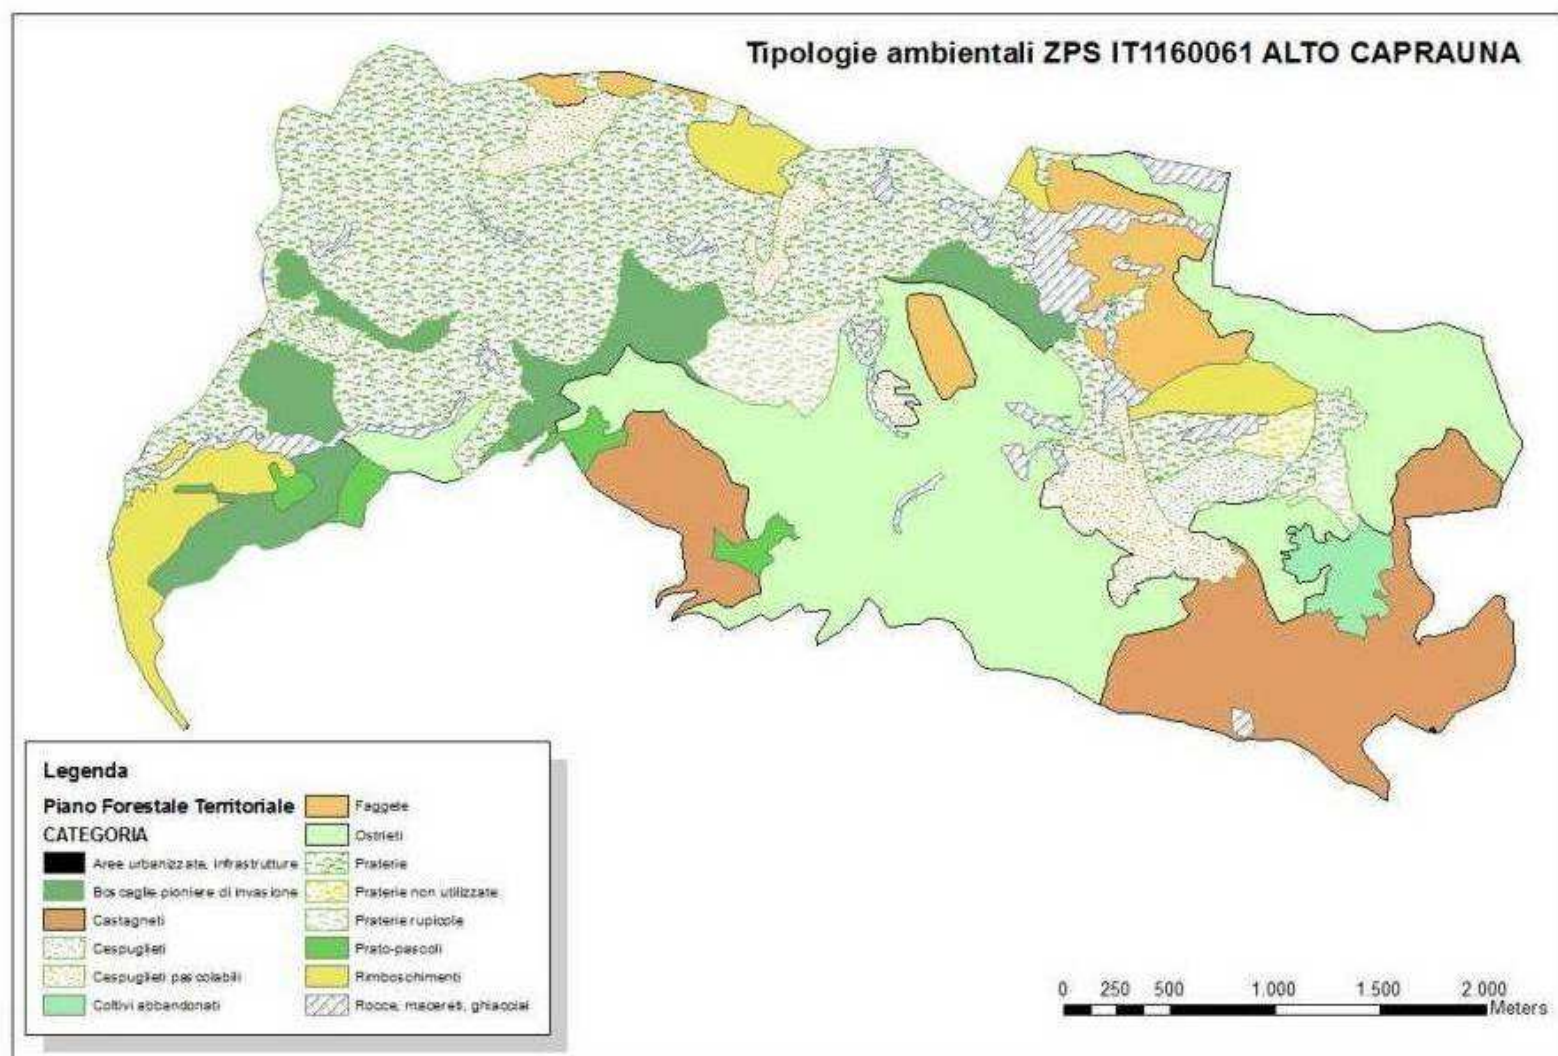 Tipologie ambientali ZPS IT1160061 ALTO CAPRAUNA
Legenda
Piano Forestale Territoriale
CATEGORIA
Aree urbanizzate, infrastrutture
Boscaglie pioniere di invasione
Castagneti
Cespuglieti
Cespuglieti pascolabili
Coltivi abbandonati
Faggete
Ostrieti
Praterie
Praterie non utilizzate
Praterie rupicole
Prato-pascoli
Rimboschimenti
Rocce, macereti, ghiacciai
0 250 500 1.000 1.500 2.000
Meters